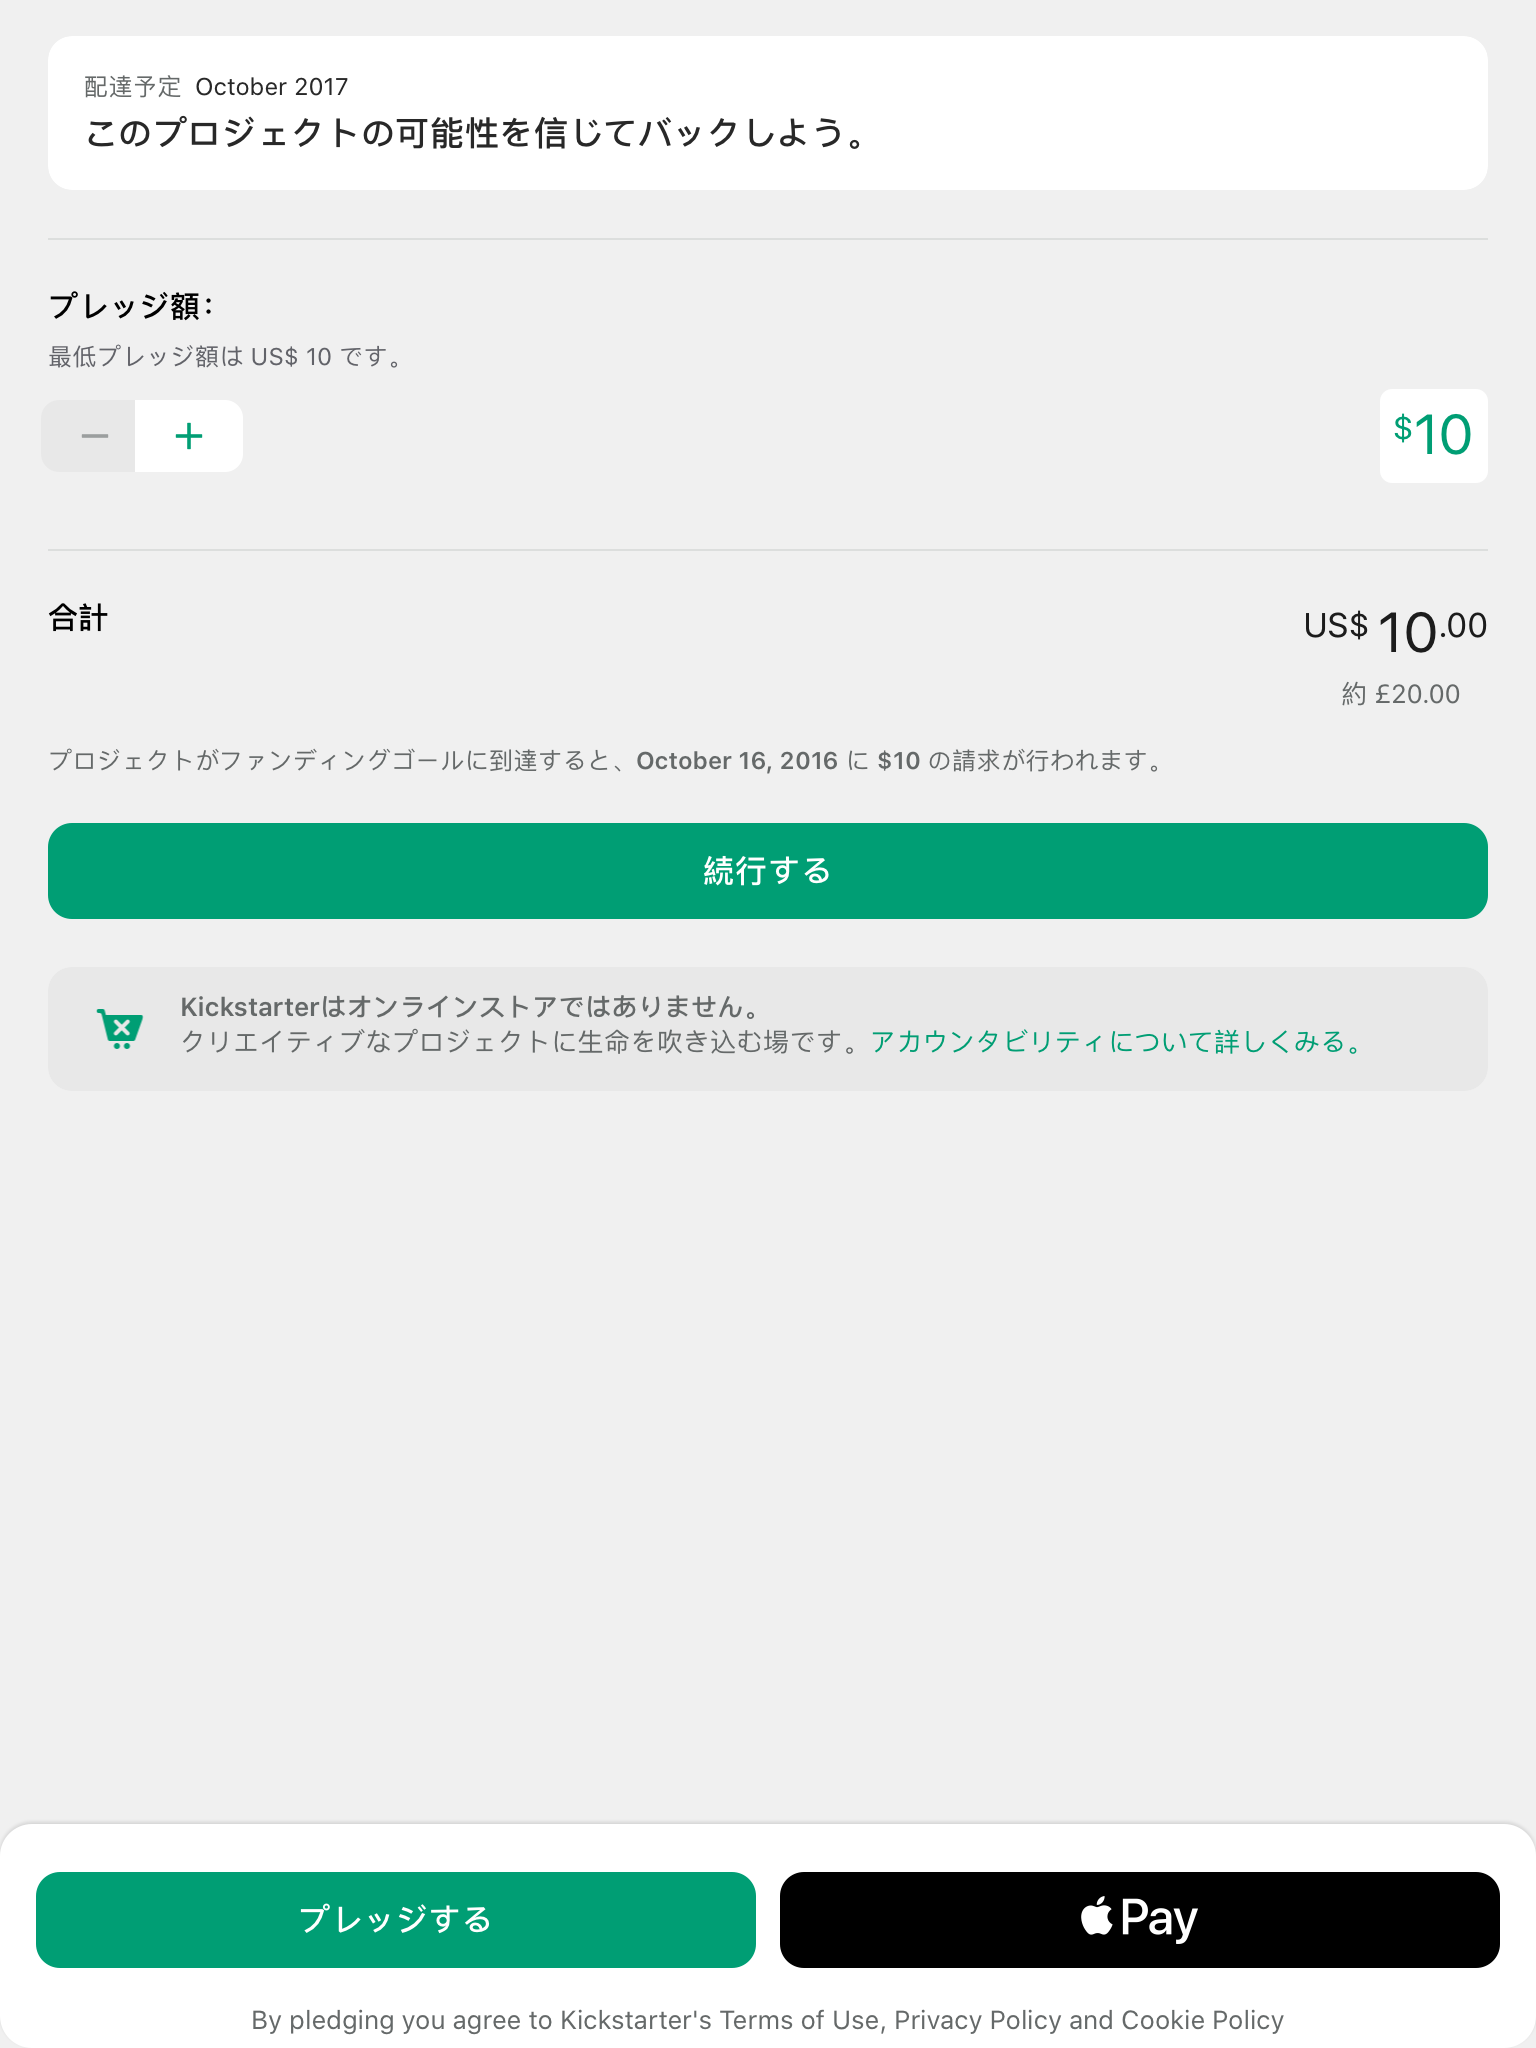 配達予定 October 2017
このプロジェクトの可能性を信じてバックしよう。
プレッジ額：
最低プレッジ額は US$ 10 です。
$10
合計
US$ 10.00
約 £20.00
プロジェクトがファンディングゴールに到達すると、October 16, 2016 に $10 の請求が行われます。
続行する
Kickstarterはオンラインストアではありません。
クリエイティブなプロジェクトに生命を吹き込む場です。アカウンタビリティについて詳しくみる。
プレッジする
Pay
By pledging you agree to Kickstarter's Terms of Use, Privacy Policy and Cookie Policy